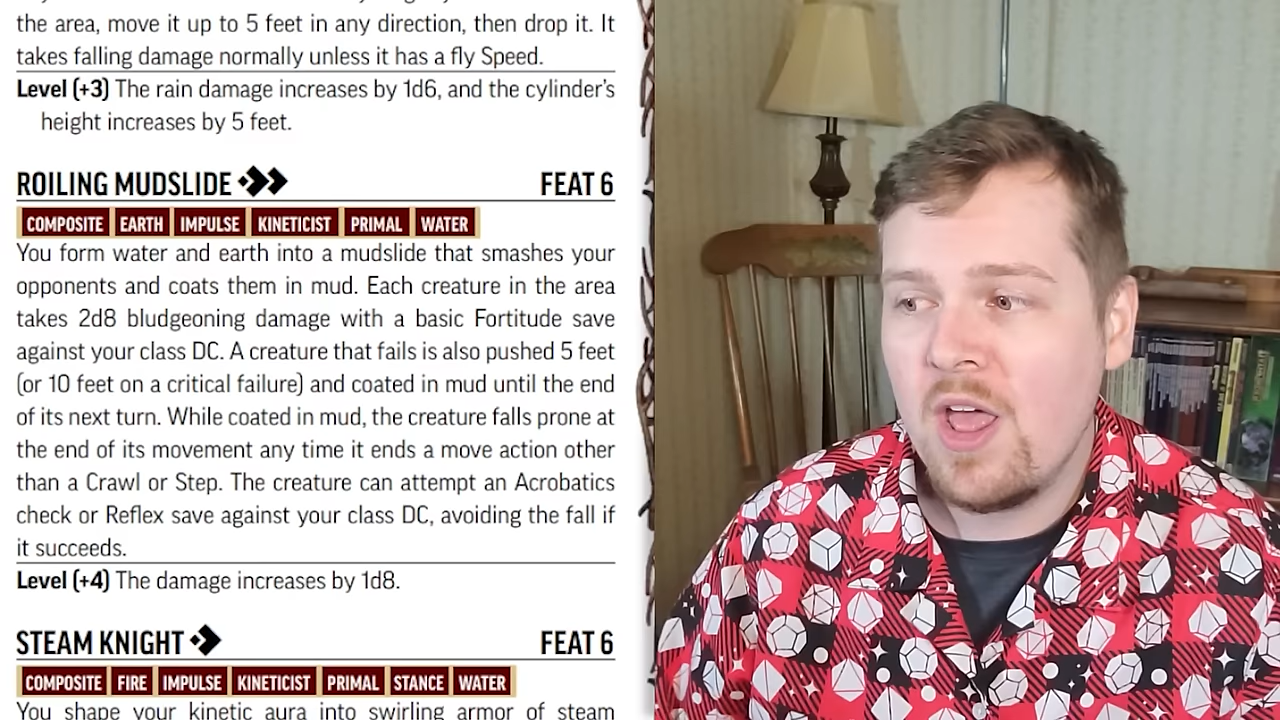 the area, move it up to 5 feet in any direction, then drop it. It
takes falling damage normally unless it has a fly Speed.
Level (+3) The rain damage increases by 1d6, and the cylinder's
height increases by 5 feet.
ROILING MUDSLIDE FEAT 6
COMPOSITE EARTH IMPULSE KINETICIST PRIMAL WATER
You form water and earth into a mudslide that smashes your
opponents and coats them in mud. Each creature in the area
takes 2d8 bludgeoning damage with a basic Fortitude save
against your class DC. A creature that fails is also pushed 5 feet
(or 10 feet on a critical failure) and coated in mud until the end
of its next turn. While coated in mud, the creature falls prone at
the end of its movement any time it ends a move action other
than a Crawl or Step. The creature can attempt an Acrobatics
check or Reflex save against your class DC, avoiding the fall if
it succeeds.
Level (+4) The damage increases by 1d8.
STEAM KNIGHT FEAT 6
COMPOSITE FIRE IMPULSE KINETICIST PRIMAL STANCE WATER
You shape your kinetic aura into swirling armor of steam